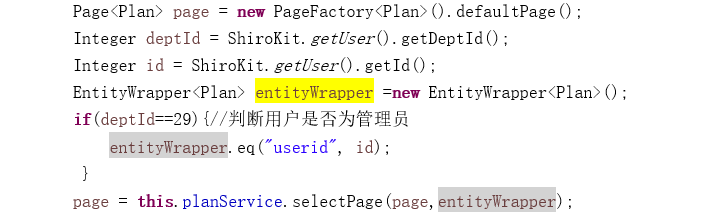 Page<Plan> page = new PageFactory<Plan>().defaultPage();
Integer deptId = ShiroKit.getUser().getDeptId();
Integer id = ShiroKit.getUser().getId();
EntityWrapper<Plan> entityWrapper =new EntityWrapper<Plan>();
if(deptId==29){//判断用户是否为管理员
entityWrapper.eq("userid", id);
}
page = this.planService.selectPage(page,entityWrapper);